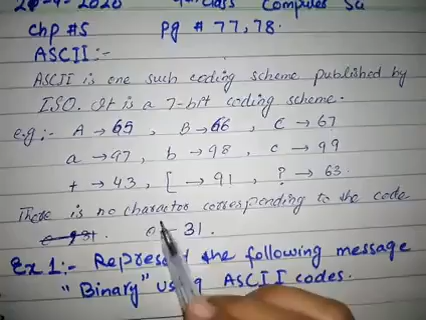 Chp #5 pg # 77,78.
ASCII:-
ASCII is one such coding scheme published by
ISO. It is a 7-bit coding scheme.
e.g:- A → 65 , B → 66 , C → 67
a → 97 , b → 98 , c → 99
+ → 43 , [ → 91 , ? → 63.
There is no charactor corresponding to the code
31.
Ex 1:- Represent the following message
"Binary" ASCII codes.